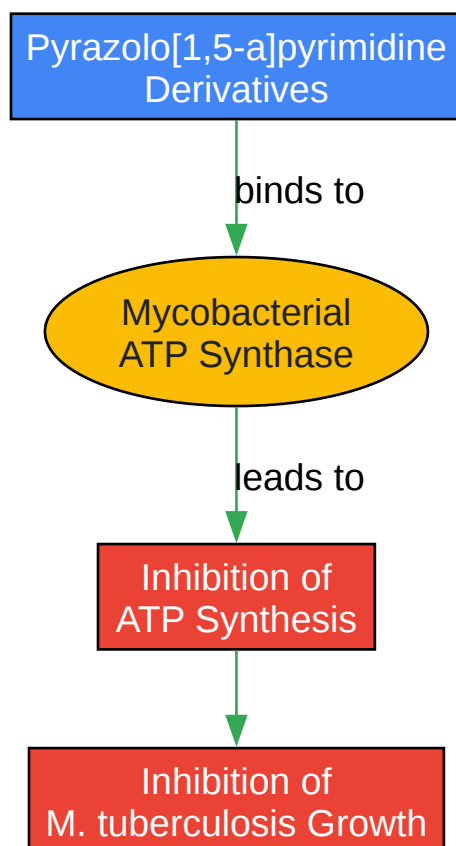 Pyrazolo[1,5-a]pyrimidine
Derivatives
binds to
Mycobacterial
ATP Synthase
leads to
Inhibition of
ATP Synthesis
Inhibition of
M. tuberculosis Growth